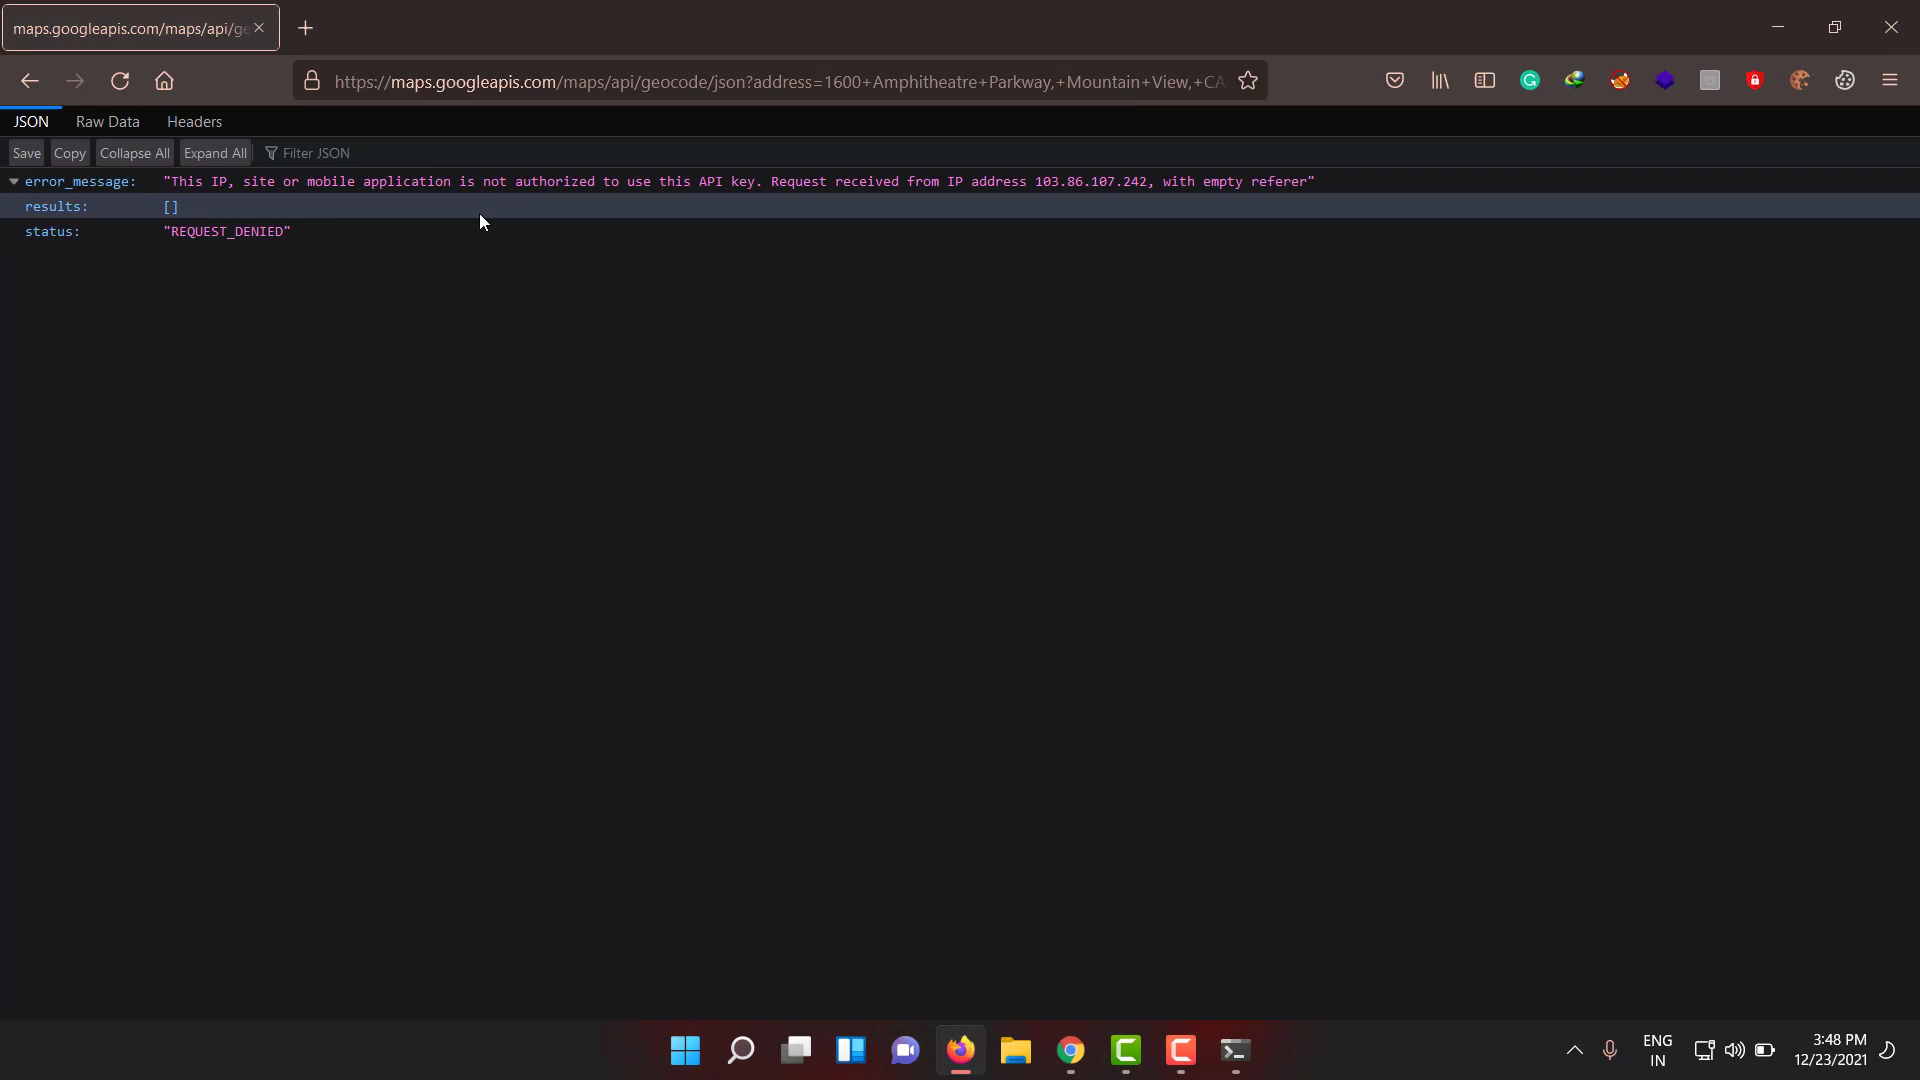 maps.googleapis.com/maps/api/ge
https://maps.googleapis.com/maps/api/geocode/json?address=1600+Amphitheatre+Parkway,+Mountain+View,+CA
JSON Raw Data Headers
Save Copy Collapse All Expand All Filter JSON
error_message: "This IP, site or mobile application is not authorized to use this API key. Request received from IP address 103.86.107.242, with empty referer"
results: []
status: "REQUEST_DENIED"
ENG 3:48 PM
IN 12/23/2021